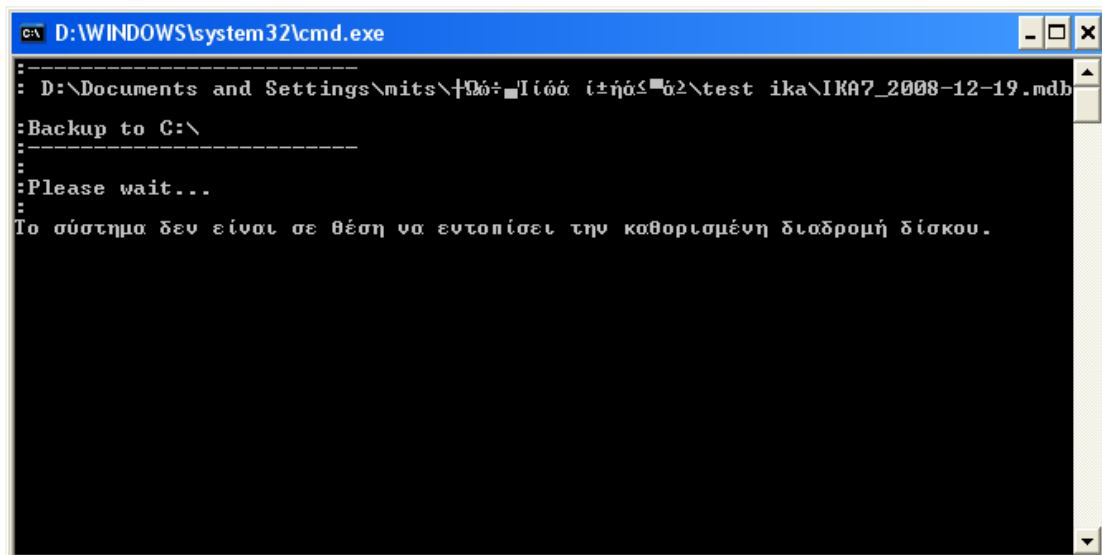 D:\WINDOWS\system32\cmd.exe
:-------------------------
: D:\Documents and Settings\mits\ \test ika\IKA7_2008-12-19.mdb
:Backup to C:\
:-------------------------
:
:Please wait...
:
Το σύστημα δεν είναι σε θέση να εντοπίσει την καθορισμένη διαδρομή δίσκου.